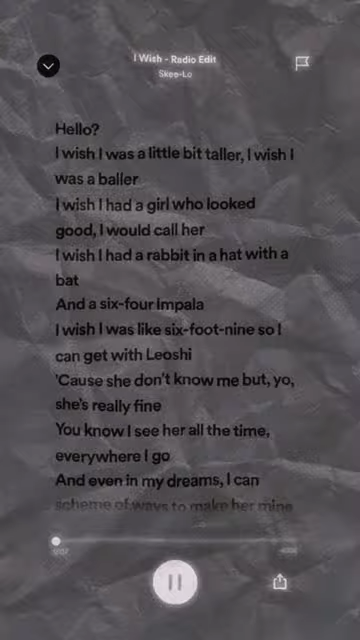 I Wish - Radio Edit
Skee-Lo
Hello?
I wish I was a little bit taller, I wish I
was a baller
I wish I had a girl who looked
good, I would call her
I wish I had a rabbit in a hat with a
bat
And a six-four Impala
I wish I was like six-foot-nine so I
can get with Leoshi
'Cause she don't know me but, yo,
she's really fine
You know I see her all the time,
everywhere I go
And even in my dreams, I can
scheme of ways to make her mine